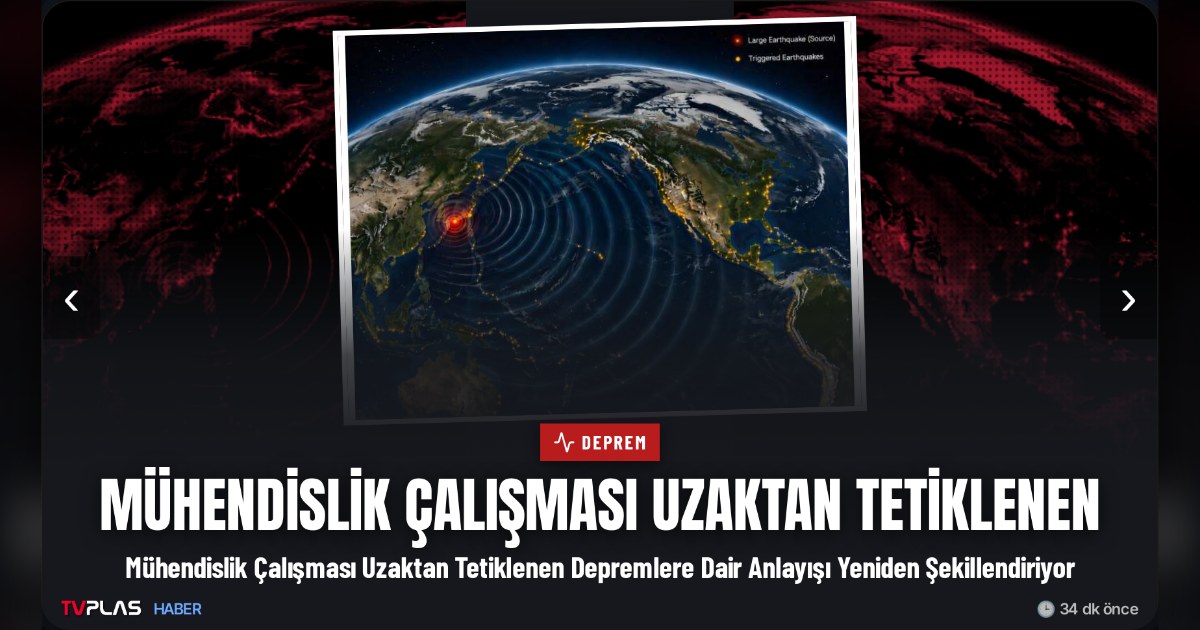 Large Earthquake (Source)
Triggered Earthquakes
DEPREM
MÜHENDİSLİK ÇALIŞMASI UZAKTAN TETİKLENEN
Mühendislik Çalışması Uzaktan Tetiklenen Depremlere Dair Anlayışı Yeniden Şekillendiriyor
TVPLAS HABER
34 dk önce